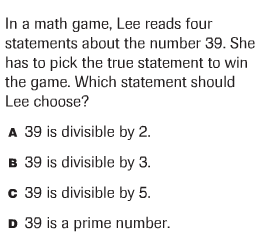 In a math game, Lee reads four
statements about the number 39. She
has to pick the true statement to win
the game. Which statement should
Lee choose?
A 39 is divisible by 2.
B 39 is divisible by 3.
C 39 is divisible by 5.
D 39 is a prime number.